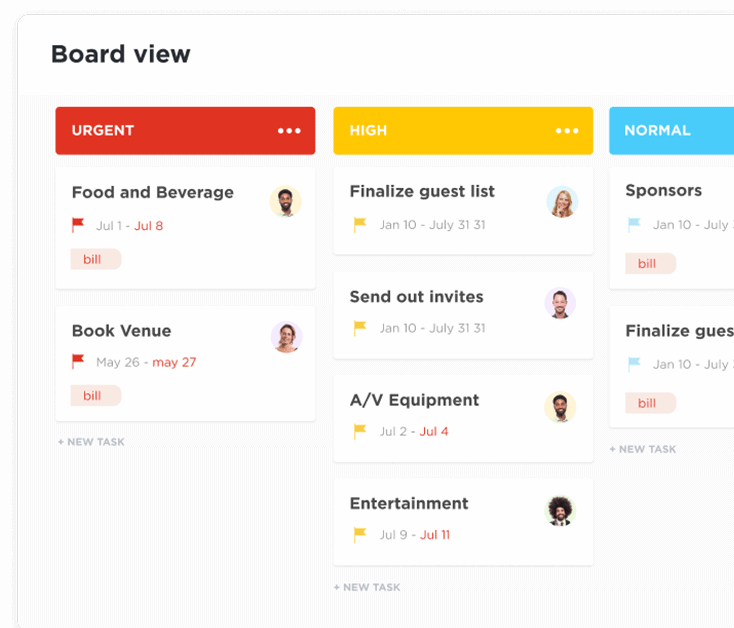 Board view
URGENT
Food and Beverage
Jul 1 - Jul 8
bill
Book Venue
May 26 - may 27
bill
+ NEW TASK
HIGH
Finalize guest list
Jan 10 - July 31 31
Send out invites
Jan 10 - July 31 31
A/V Equipment
Jul 2 - Jul 4
Entertainment
Jul 9 - Jul 11
+ NEW TASK
NORMAL
Sponsors
Jan 10 - July
bill
Finalize gues
Jan 10 - July
bill
+ NEW TASK